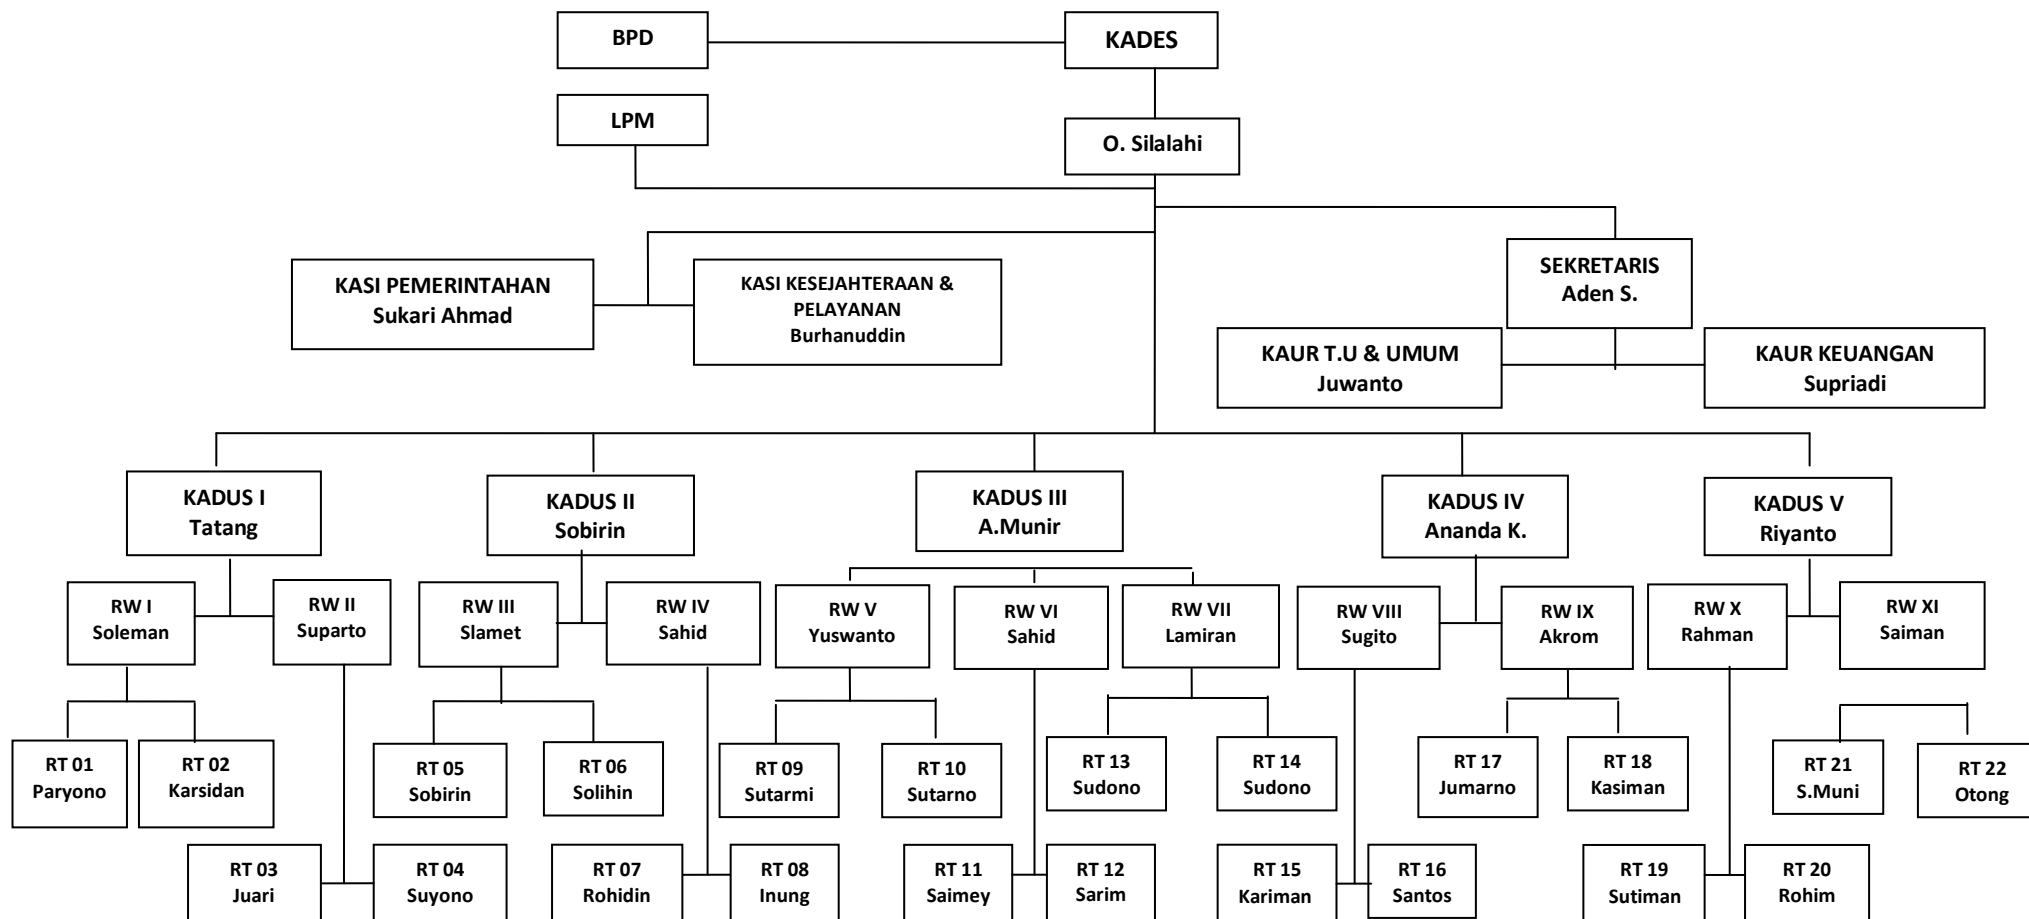 BPD
KADES
LPM
O. Silalahi
KASI PEMERINTAHAN
Sukari Ahmad
KASI KESEJAHTERAAN &
PELAYANAN
Burhanuddin
SEKRETARIS
Aden S.
KAUR T.U & UMUM
Juwanto
KAUR KEUANGAN
Supriadi
KADUS I
Tatang
KADUS II
Sobirin
KADUS III
A.Munir
KADUS IV
Ananda K.
KADUS V
Riyanto
RW I
Soleman
RW II
Suparto
RW III
Slamet
RW IV
Sahid
RW V
Yuswanto
RW VI
Sahid
RW VII
Lamiran
RW VIII
Sugito
RW IX
Akrom
RW X
Rahman
RW XI
Saiman
RT 01
Paryono
RT 02
Karsidan
RT 05
Sobirin
RT 06
Solihin
RT 09
Sutarmi
RT 10
Sutarno
RT 13
Sudono
RT 14
Sudono
RT 17
Jumarno
RT 18
Kasiman
RT 21
S.Muni
RT 22
Otong
RT 03
Juari
RT 04
Suyono
RT 07
Rohidin
RT 08
Inung
RT 11
Saimey
RT 12
Sarim
RT 15
Kariman
RT 16
Santos
RT 19
Sutiman
RT 20
Rohim